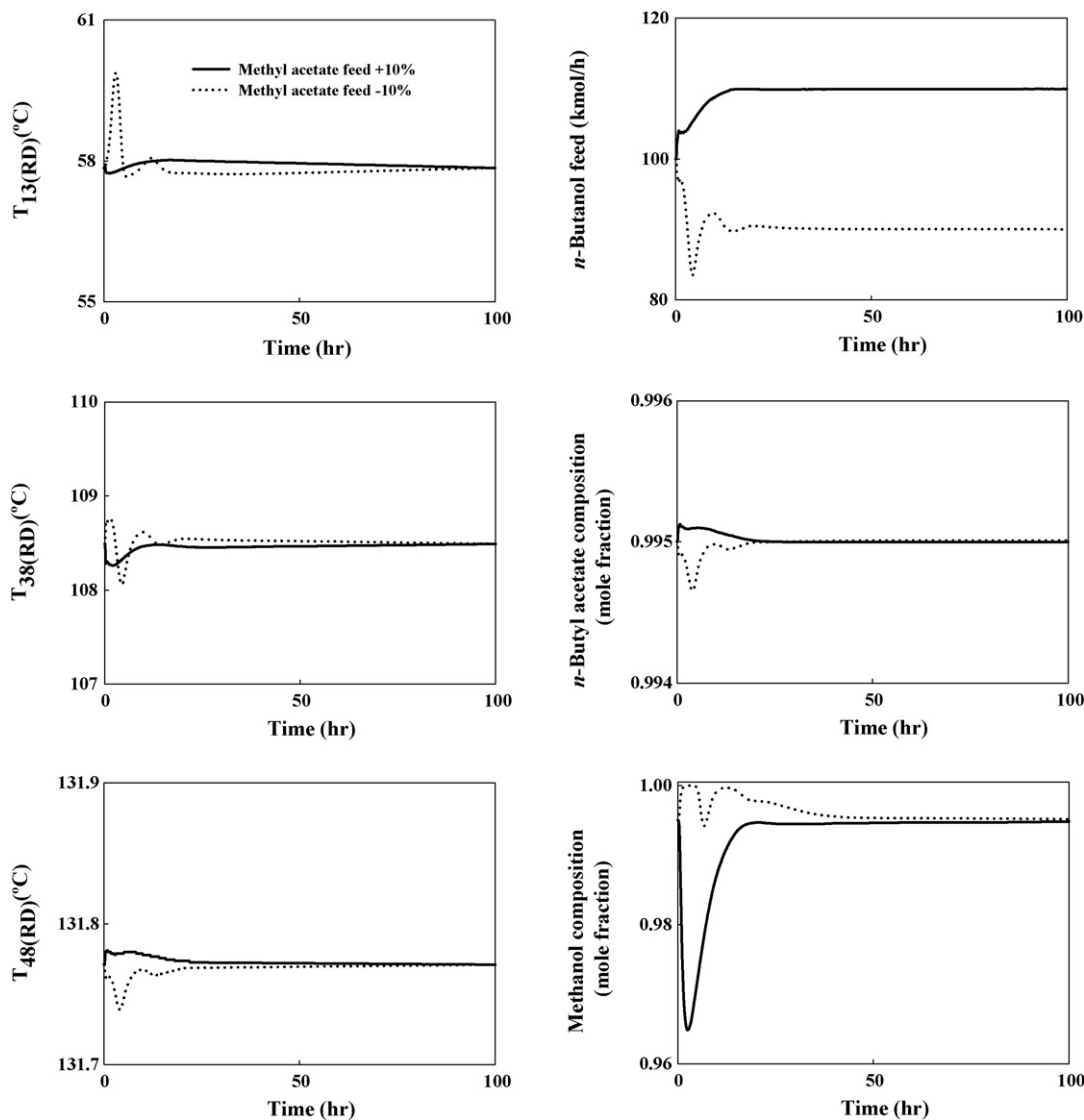 61
58
55
T13(RD)(ºC)
Methyl acetate feed +10%
Methyl acetate feed -10%
0
50
100
Time (hr)
120
100
80
n-Butanol feed (kmol/h)
0
50
100
Time (hr)
110
109
108
107
T38(RD)(ºC)
0
50
100
Time (hr)
0.996
0.995
0.994
n-Butyl acetate composition
(mole fraction)
0
50
100
Time (hr)
131.9
131.8
131.7
T48(RD)(ºC)
0
50
100
Time (hr)
1.00
0.98
0.96
Methanol composition
(mole fraction)
0
50
100
Time (hr)